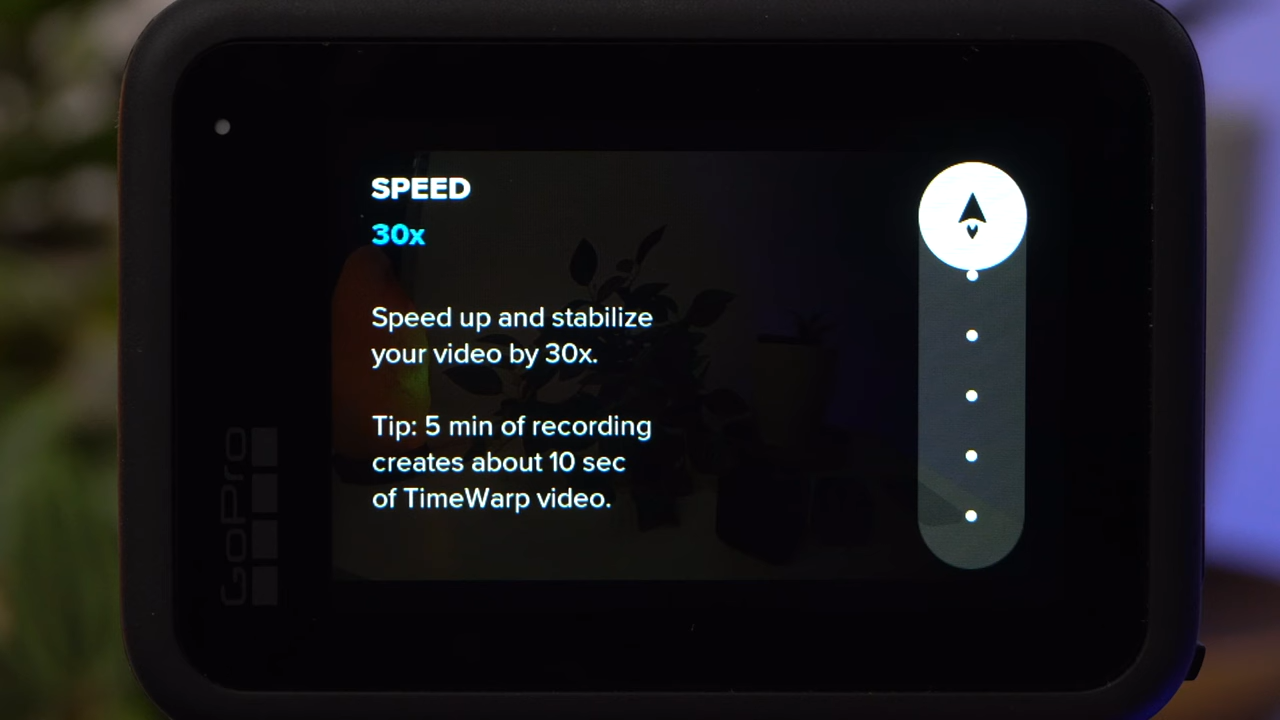 SPEED
30x
Speed up and stabilize
your video by 30x.
Tip: 5 min of recording
creates about 10 sec
of TimeWarp video.
GoPro